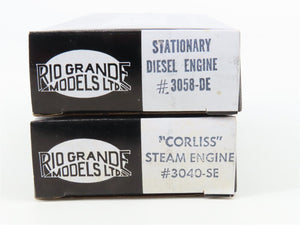 RIO GRANDE
MODELS LTD.
STATIONARY
DIESEL ENGINE
# 3058-DE
RIO GRANDE
MODELS LTD.
"CORLISS"
STEAM ENGINE
#3040-SE